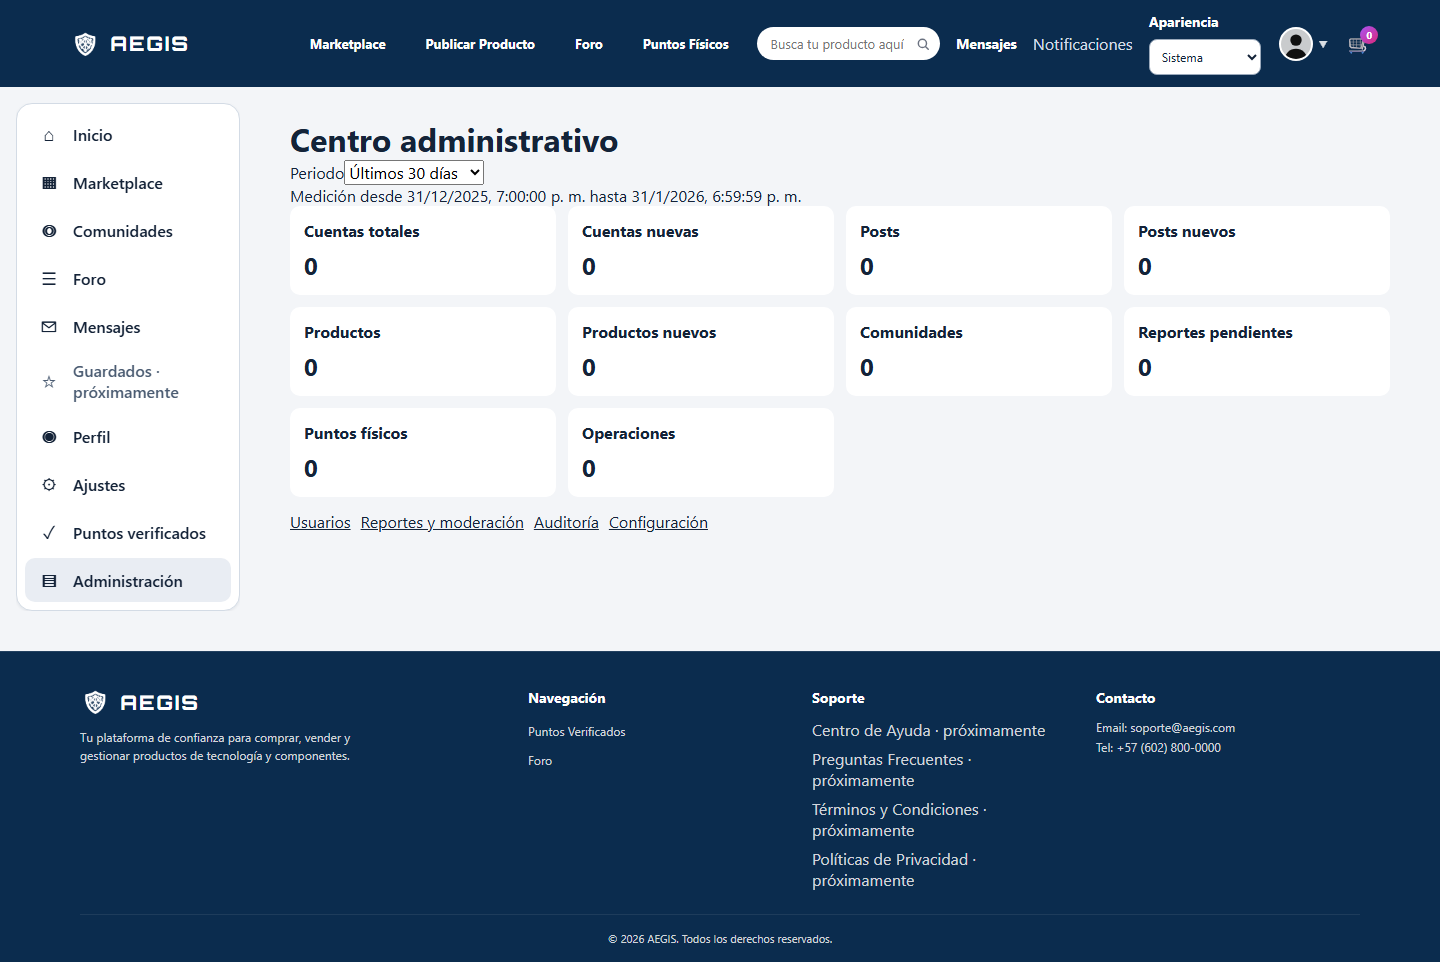 AEGIS
Marketplace
Publicar Producto
Foro
Puntos Físicos
Busca tu producto aquí
Mensajes
Notificaciones
Apariencia
Sistema
0
Inicio
Marketplace
Comunidades
Foro
Mensajes
Guardados ·
próximamente
Perfil
Ajustes
Puntos verificados
Administración
Centro administrativo
Periodo Últimos 30 días
Medición desde 31/12/2025, 7:00:00 p. m. hasta 31/1/2026, 6:59:59 p. m.
Cuentas totales
0
Cuentas nuevas
0
Posts
0
Posts nuevos
0
Productos
0
Productos nuevos
0
Comunidades
0
Reportes pendientes
0
Puntos físicos
0
Operaciones
0
Usuarios Reportes y moderación Auditoría Configuración
AEGIS
Tu plataforma de confianza para comprar, vender y
gestionar productos de tecnología y componentes.
Navegación
Puntos Verificados
Foro
Soporte
Centro de Ayuda · próximamente
Preguntas Frecuentes ·
próximamente
Términos y Condiciones ·
próximamente
Políticas de Privacidad ·
próximamente
Contacto
Email: soporte@aegis.com
Tel: +57 (602) 800-0000
© 2026 AEGIS. Todos los derechos reservados.